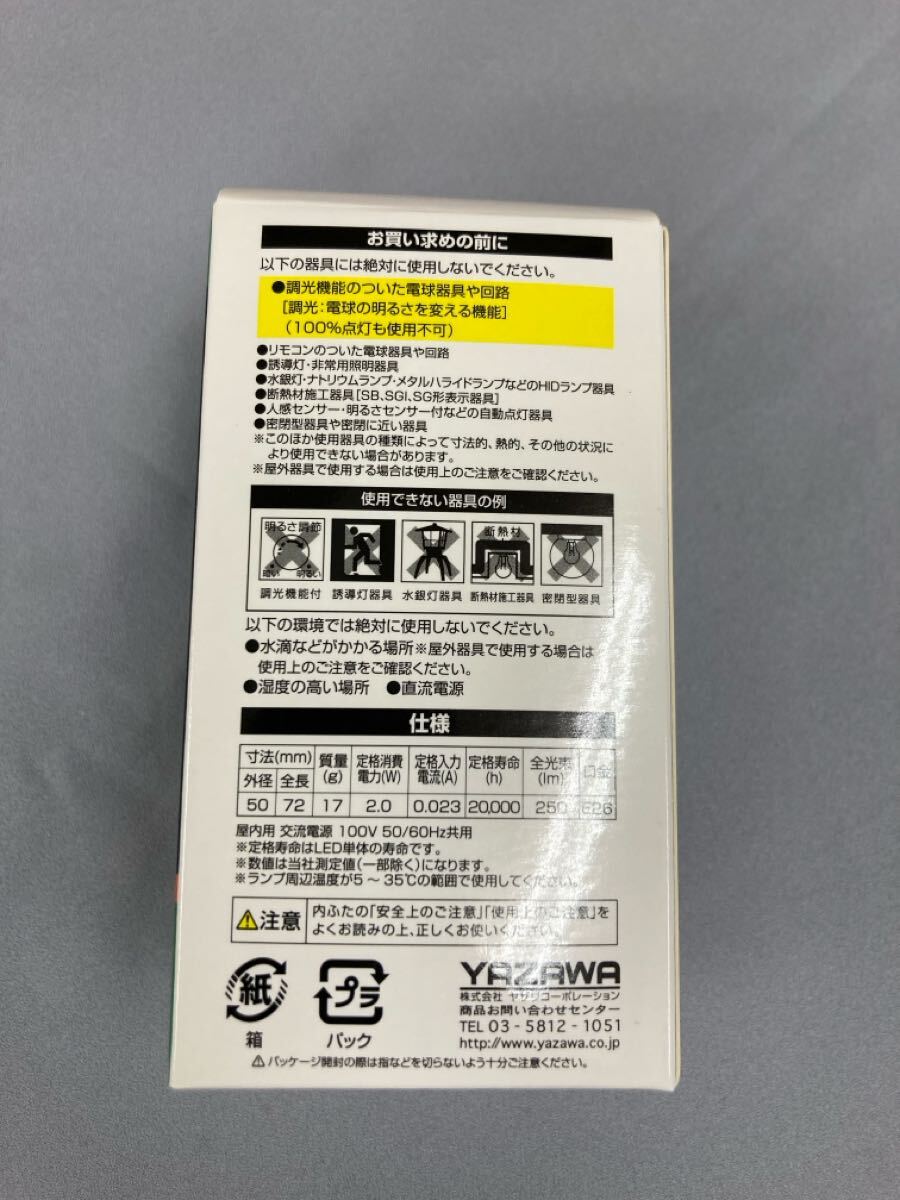 お買い求めの前に
以下の器具には絶対に使用しないでください。
●調光機能のついた電球器具や回路
[調光:電球の明るさを変える機能]
(100%点灯も使用不可)
●リモコンのついた電球器具や回路
●誘導灯・非常用照明器具
●水銀灯・ナトリウムランプ・メタルハライドランプなどのHIDランプ器具
●断熱材施工器具[SB、SGI、SG形表示器具]
●人感センサー・明るさセンサー付などの自動点灯器具
●密閉型器具や密閉に近い器具
※このほか使用器具の種類によって寸法的、熱的、その他の状況に
より使用できない場合があります。
※屋外器具で使用する場合は使用上のご注意をご確認ください。
使用できない器具の例
明るさ調節 断熱材
暗い 明るい
調光機能付 誘導灯器具 水銀灯器具 断熱材施工器具 密閉型器具
以下の環境では絶対に使用しないでください。
●水滴などがかかる場所※屋外器具で使用する場合は
使用上のご注意をご確認ください。
●湿度の高い場所 ●直流電源
仕様
寸法(mm) 質量(g) 定格消費電力(W) 定格入力電流(A) 定格寿命(h) 全光束(lm) 口金
外径 全長
50 72 17 2.0 0.023 20,000 250 E26
屋内用 交流電源 100V 50/60Hz共用
※定格寿命はLED単体の寿命です。
※数値は当社測定値(一部除く)になります。
※ランプ周辺温度が5〜35℃の範囲で使用してください。
⚠注意 内ふたの「安全上のご注意」「使用上のご注意」を
よくお読みの上、正しくお使いください。
紙 プラ
箱 パック
YAZAWA
株式会社 ヤザワコーポレーション
商品お問い合わせセンター
TEL 03-5812-1051
http://www.yazawa.co.jp
⚠パッケージ開封の際は指などを切らないよう十分ご注意ください。